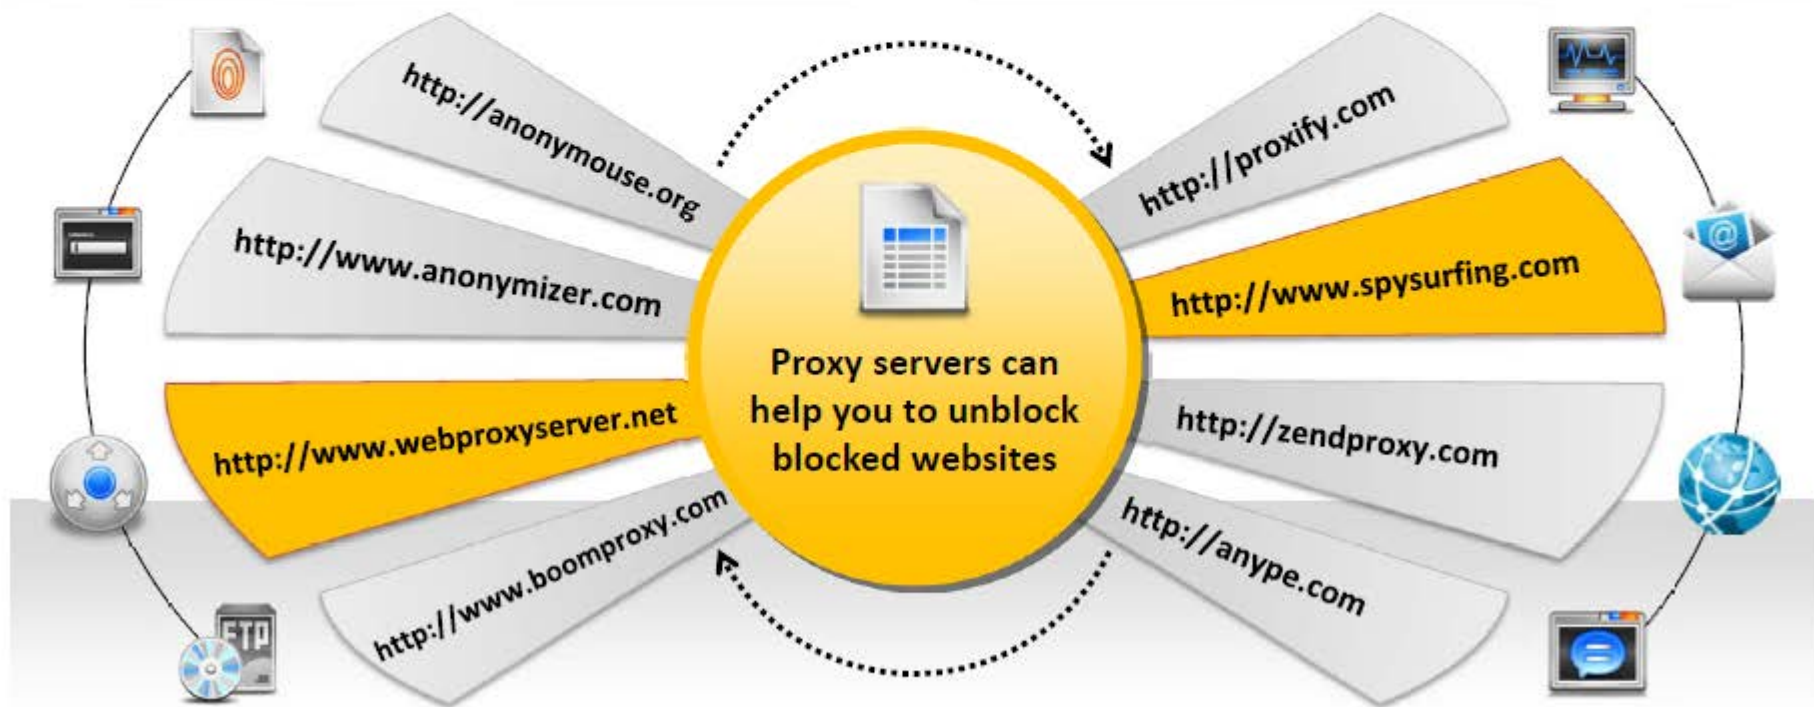 http://anonymouse.org
http://www.anonymizer.com
http://www.webproxyserver.net
http://www.boomproxy.com
Proxy servers can
help you to unblock
blocked websites
http://proxify.com
http://www.spysurfing.com
http://zendproxy.com
http://anype.com
FTP
@